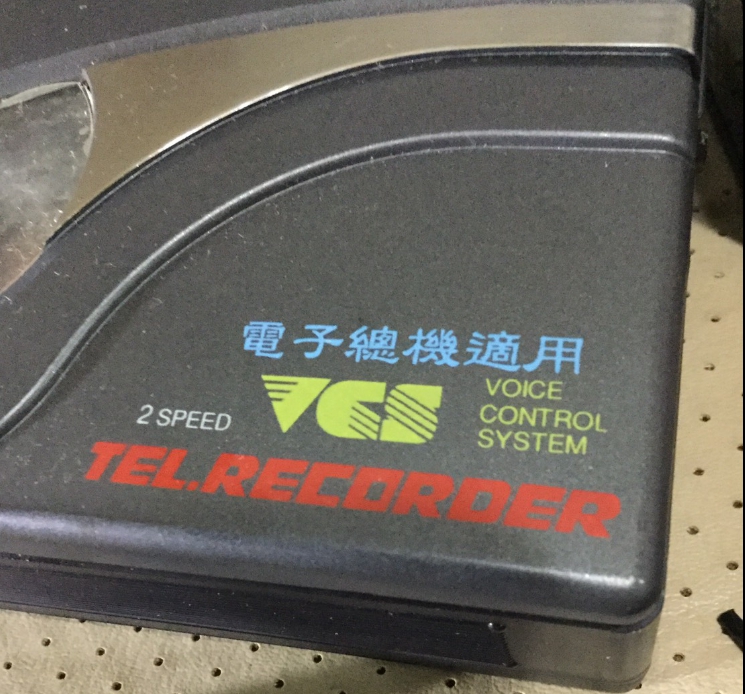 電子總機適用
2 SPEED
VCS
VOICE
CONTROL
SYSTEM
TEL.RECORDER